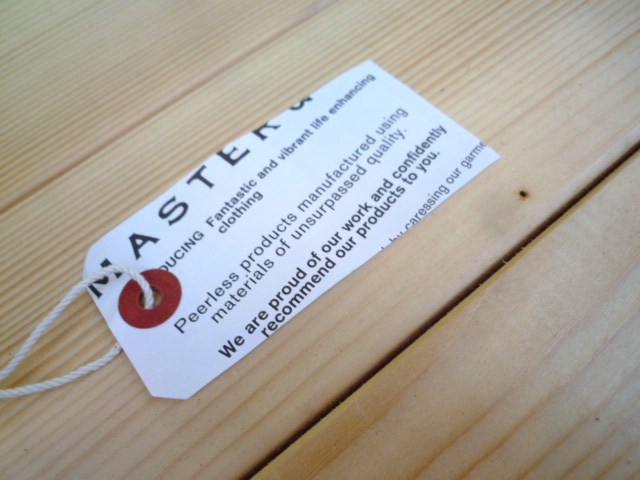 MASTER &
DUCING Fantastic and vibrant life enhancing
clothing
Peerless products manufactured using
materials of unsurpassed quality.
We are proud of our work and confidently
recommend our products to you.
by caressing our garme